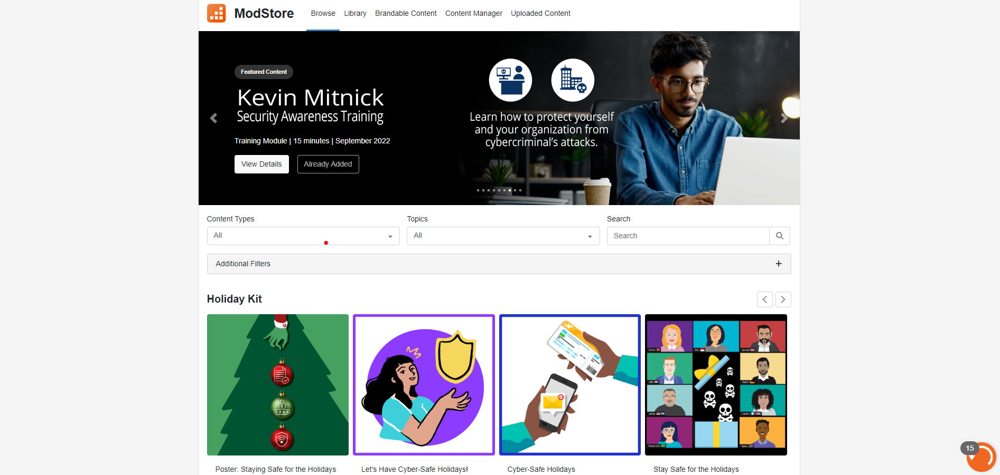 ModStore
Browse
Library
Brandable Content
Content Manager
Uploaded Content
Featured Content
Kevin Mitnick
Security Awareness Training
Training Module | 15 minutes | September 2022
View Details
Already Added
Learn how to protect yourself
and your organization from
cybercriminal's attacks.
Content Types
All
Topics
All
Search
Search
Additional Filters
Holiday Kit
Poster: Staying Safe for the Holidays
Let's Have Cyber-Safe Holidays!
Cyber-Safe Holidays
Stay Safe for the Holidays
15